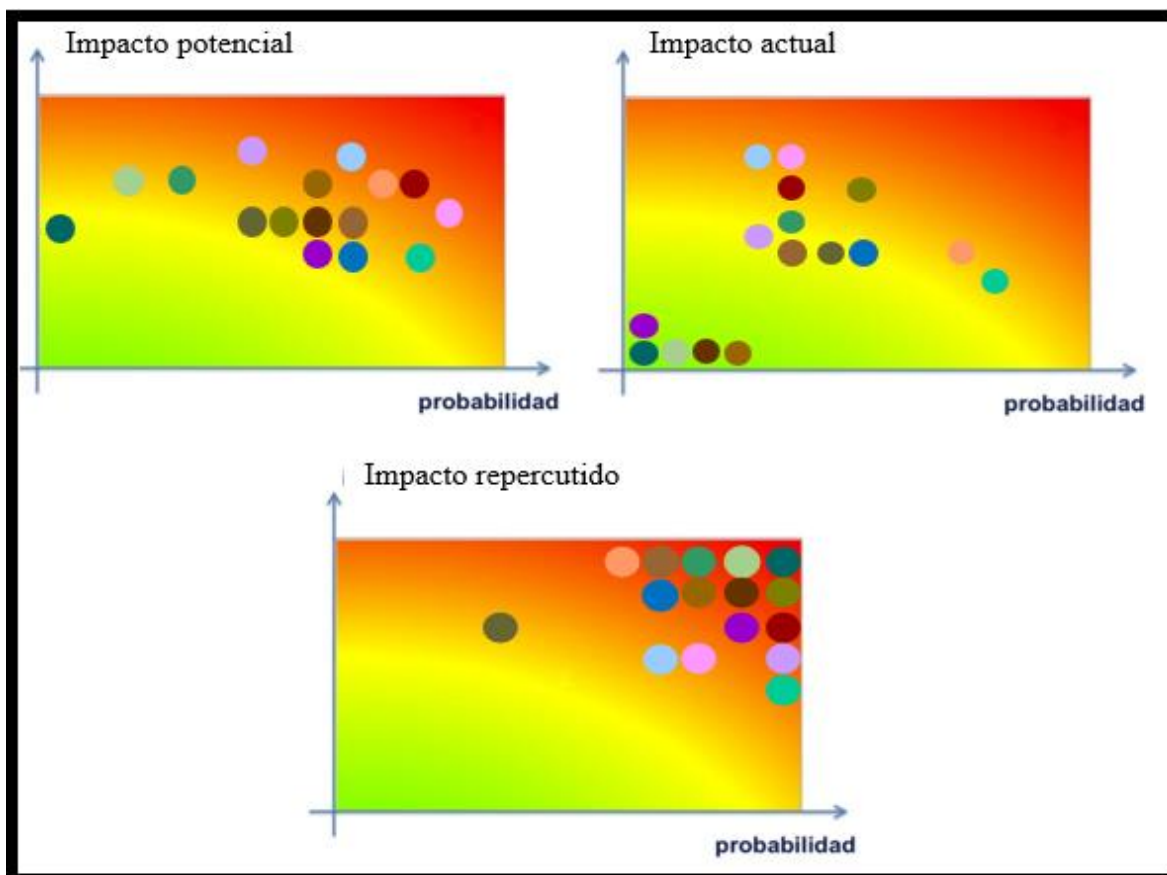 Impacto potencial
Impacto actual
probabilidad
probabilidad
Impacto repercutido
probabilidad